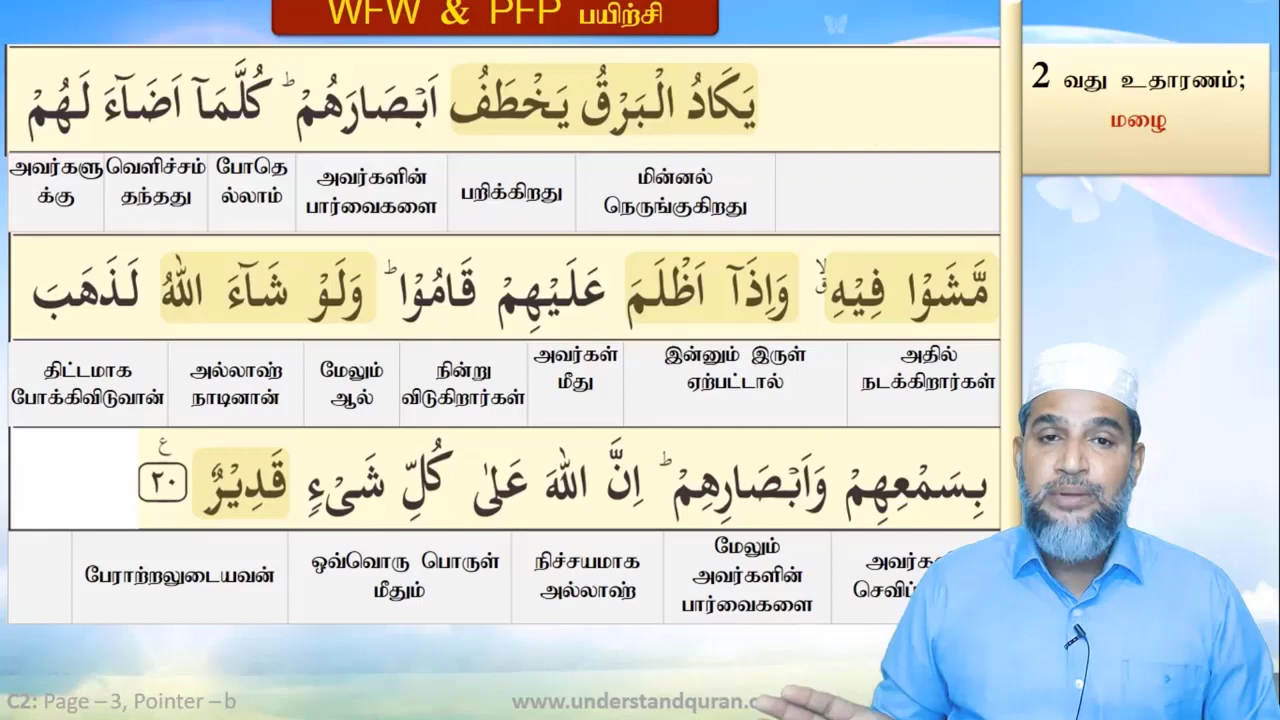 WFW & PFP பயிற்சி
2 வது உதாரணம்;
மழை
يَكَادُ الْبَرْقُ يَخْطَفُ اَبْصَارَهُمْ ؕ كُلَّمَاۤ اَضَآءَ لَهُمْ
மின்னல் நெருங்குகிறது
பறிக்கிறது
அவர்களின் பார்வைகளை
போதெல்லாம்
வெளிச்சம் தந்தது
அவர்களுக்கு
مَّشَوْا فِيْهِ ۙۗ وَاِذَاۤ اَظْلَمَ عَلَيْهِمْ قَامُوْا ؕ وَلَوْ شَآءَ اللّٰهُ لَذَهَبَ
அதில் நடக்கிறார்கள்
இன்னும் இருள் ஏற்பட்டால்
அவர்கள் மீது
நின்று விடுகிறார்கள்
மேலும் ஆல்
அல்லாஹ் நாடினான்
திட்டமாக போக்கிவிடுவான்
بِسَمْعِهِمْ وَاَبْصَارِهِمْ ؕ اِنَّ اللّٰهَ عَلٰى كُلِّ شَىْءٍ قَدِيْرٌ ٢٠ ع
மேலும் அவர்களின் பார்வைகளை
நிச்சயமாக அல்லாஹ்
ஒவ்வொரு பொருள் மீதும்
பேராற்றலுடையவன்
C2: Page – 3, Pointer – b